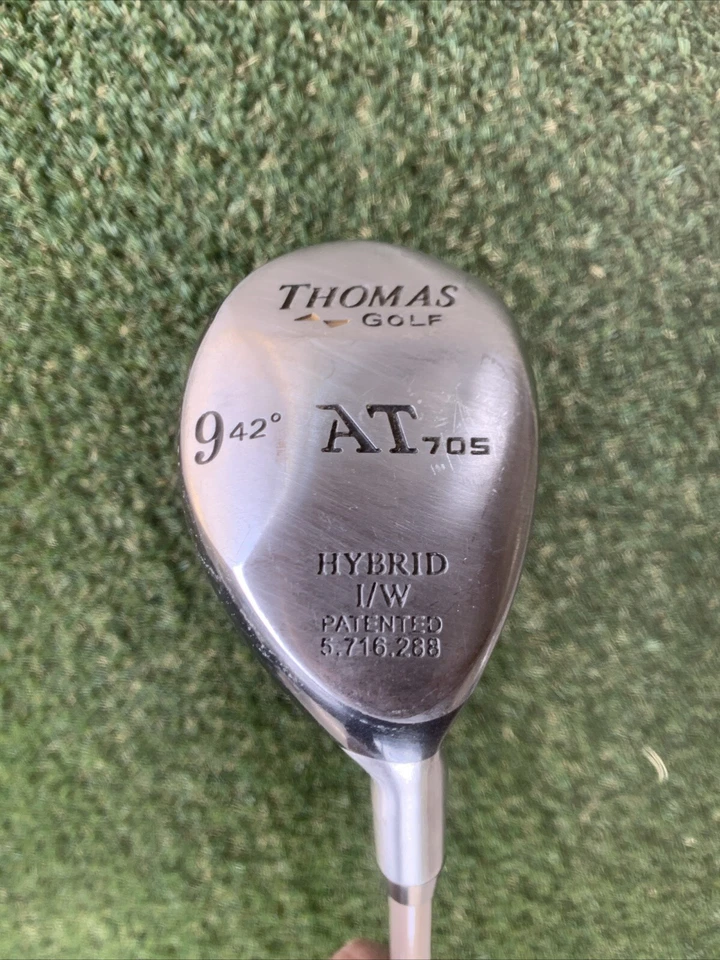 THOMAS
GOLF
9 42° AT 705
HYBRID
I/W
PATENTED
5.716.288